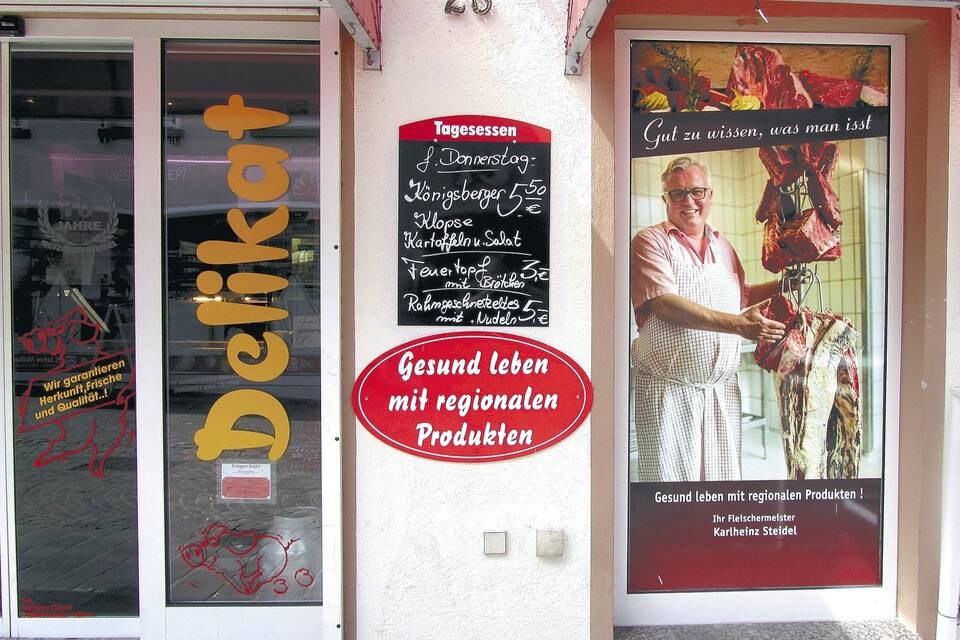 28
Delikat
JAHRE
Wir garantieren
Herkunft,Frische
und Qualität..!
Tagesessen
f. Donnerstag-
Königsberger 5,50
Klopse €
Kartoffeln u. Salat
Feuertopf 3,-
mit Brötchen €
Rahmgeschnetzeltes 5,-
mit Nudeln €
Gesund leben
mit regionalen
Produkten
Gut zu wissen, was man isst
Gesund leben mit regionalen Produkten !
Ihr Fleischermeister
Karlheinz Steidel